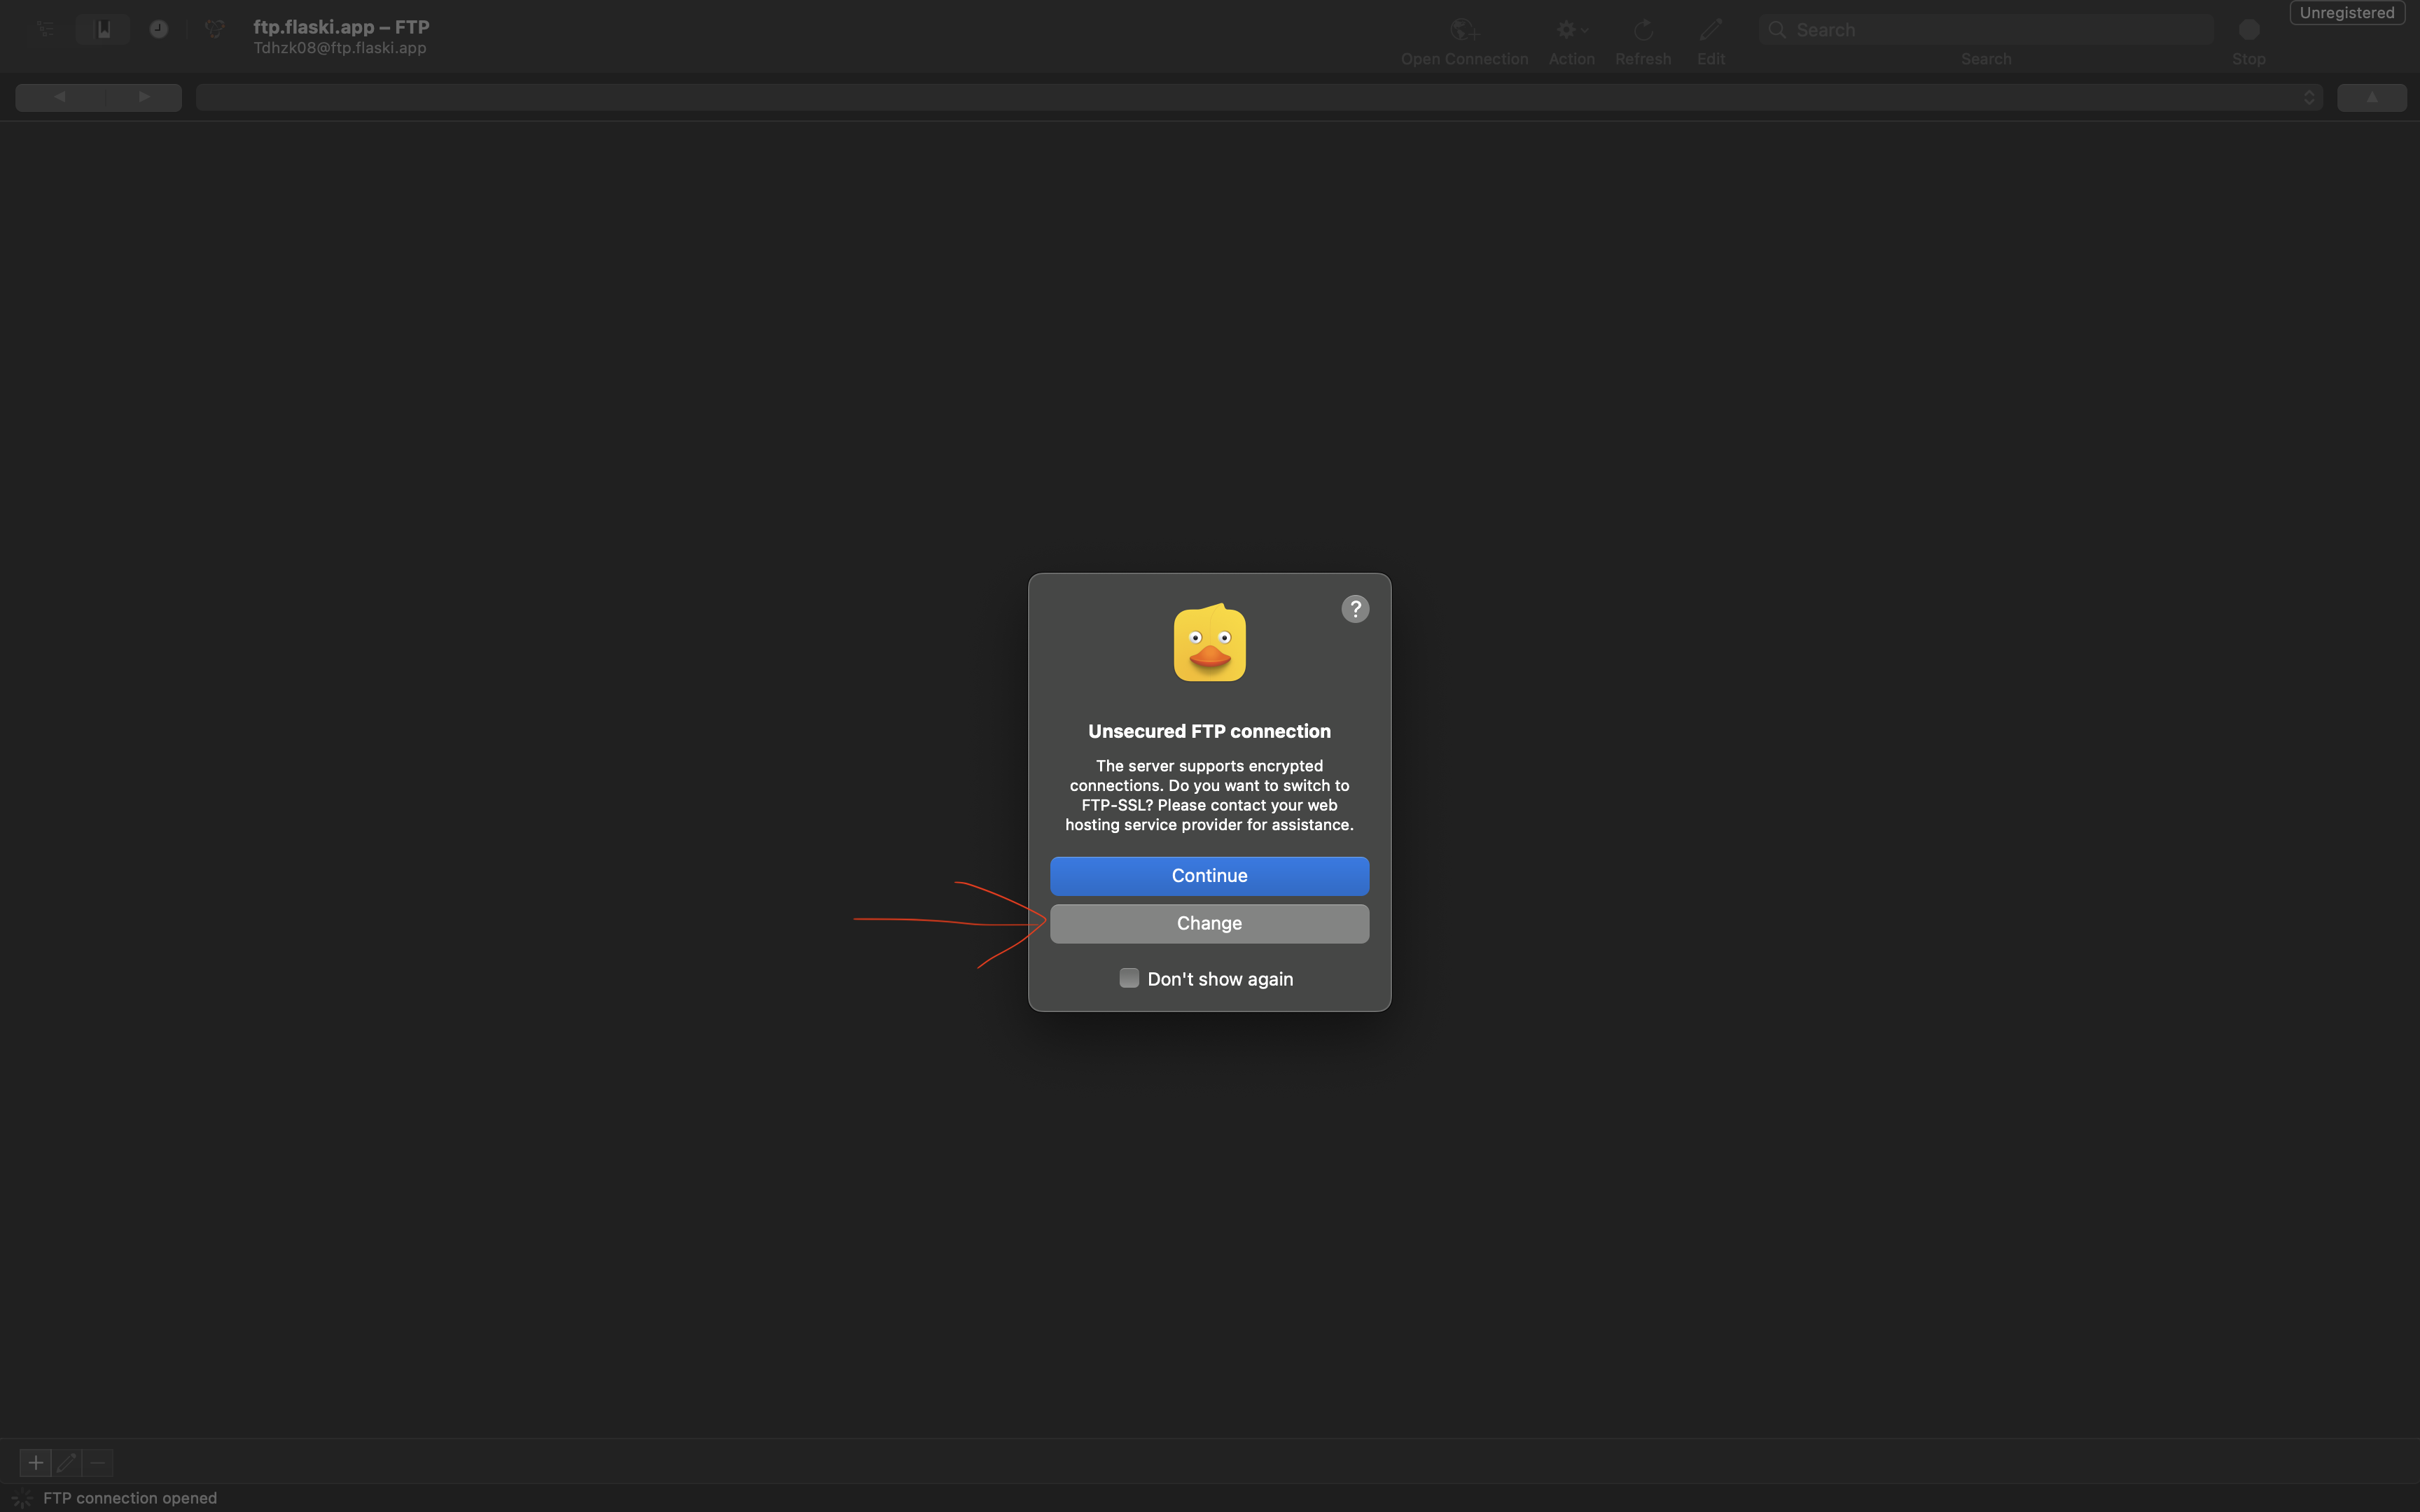 Unregistered
ftp.flaski.app – FTP
Tdhzk08@ftp.flaski.app
Search
Open Connection
Action
Refresh
Edit
Search
Stop
?
Unsecured FTP connection
The server supports encrypted
connections. Do you want to switch to
FTP-SSL? Please contact your web
hosting service provider for assistance.
Continue
Change
Don't show again
FTP connection opened